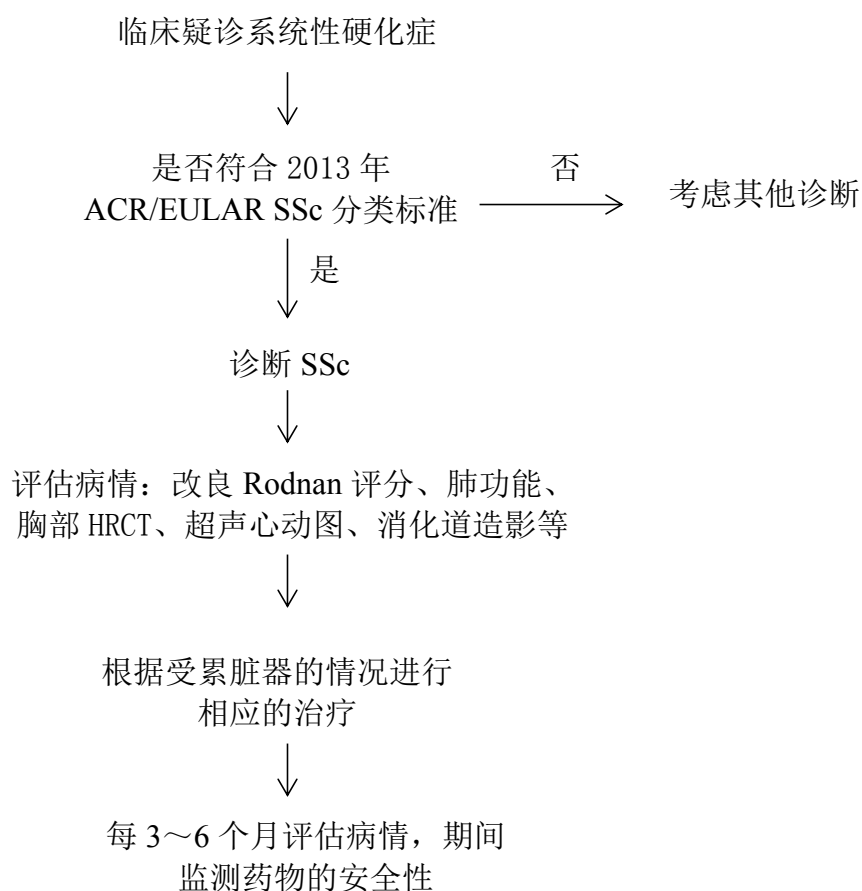 临床疑诊系统性硬化症
是否符合 2013 年
ACR/EULAR SSc 分类标准
否
考虑其他诊断
是
诊断 SSc
评估病情：改良 Rodnan 评分、肺功能、
胸部 HRCT、超声心动图、消化道造影等
根据受累脏器的情况进行
相应的治疗
每 3～6 个月评估病情，期间
监测药物的安全性